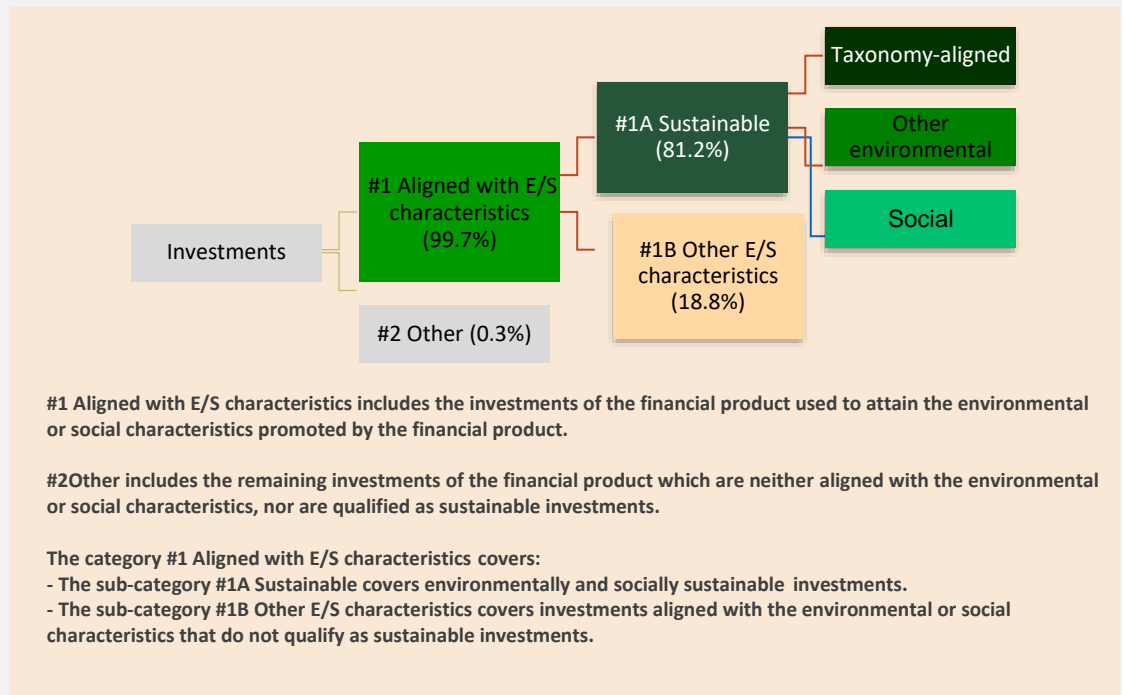 Taxonomy-aligned
#1A Sustainable
(81.2%)
Other
environmental
#1 Aligned with E/S
characteristics
(99.7%)
Social
Investments
#1B Other E/S
characteristics
(18.8%)
#2 Other (0.3%)
#1 Aligned with E/S characteristics includes the investments of the financial product used to attain the environmental
or social characteristics promoted by the financial product.
#2Other includes the remaining investments of the financial product which are neither aligned with the environmental
or social characteristics, nor are qualified as sustainable investments.
The category #1 Aligned with E/S characteristics covers:
- The sub-category #1A Sustainable covers environmentally and socially sustainable investments.
- The sub-category #1B Other E/S characteristics covers investments aligned with the environmental or social
characteristics that do not qualify as sustainable investments.